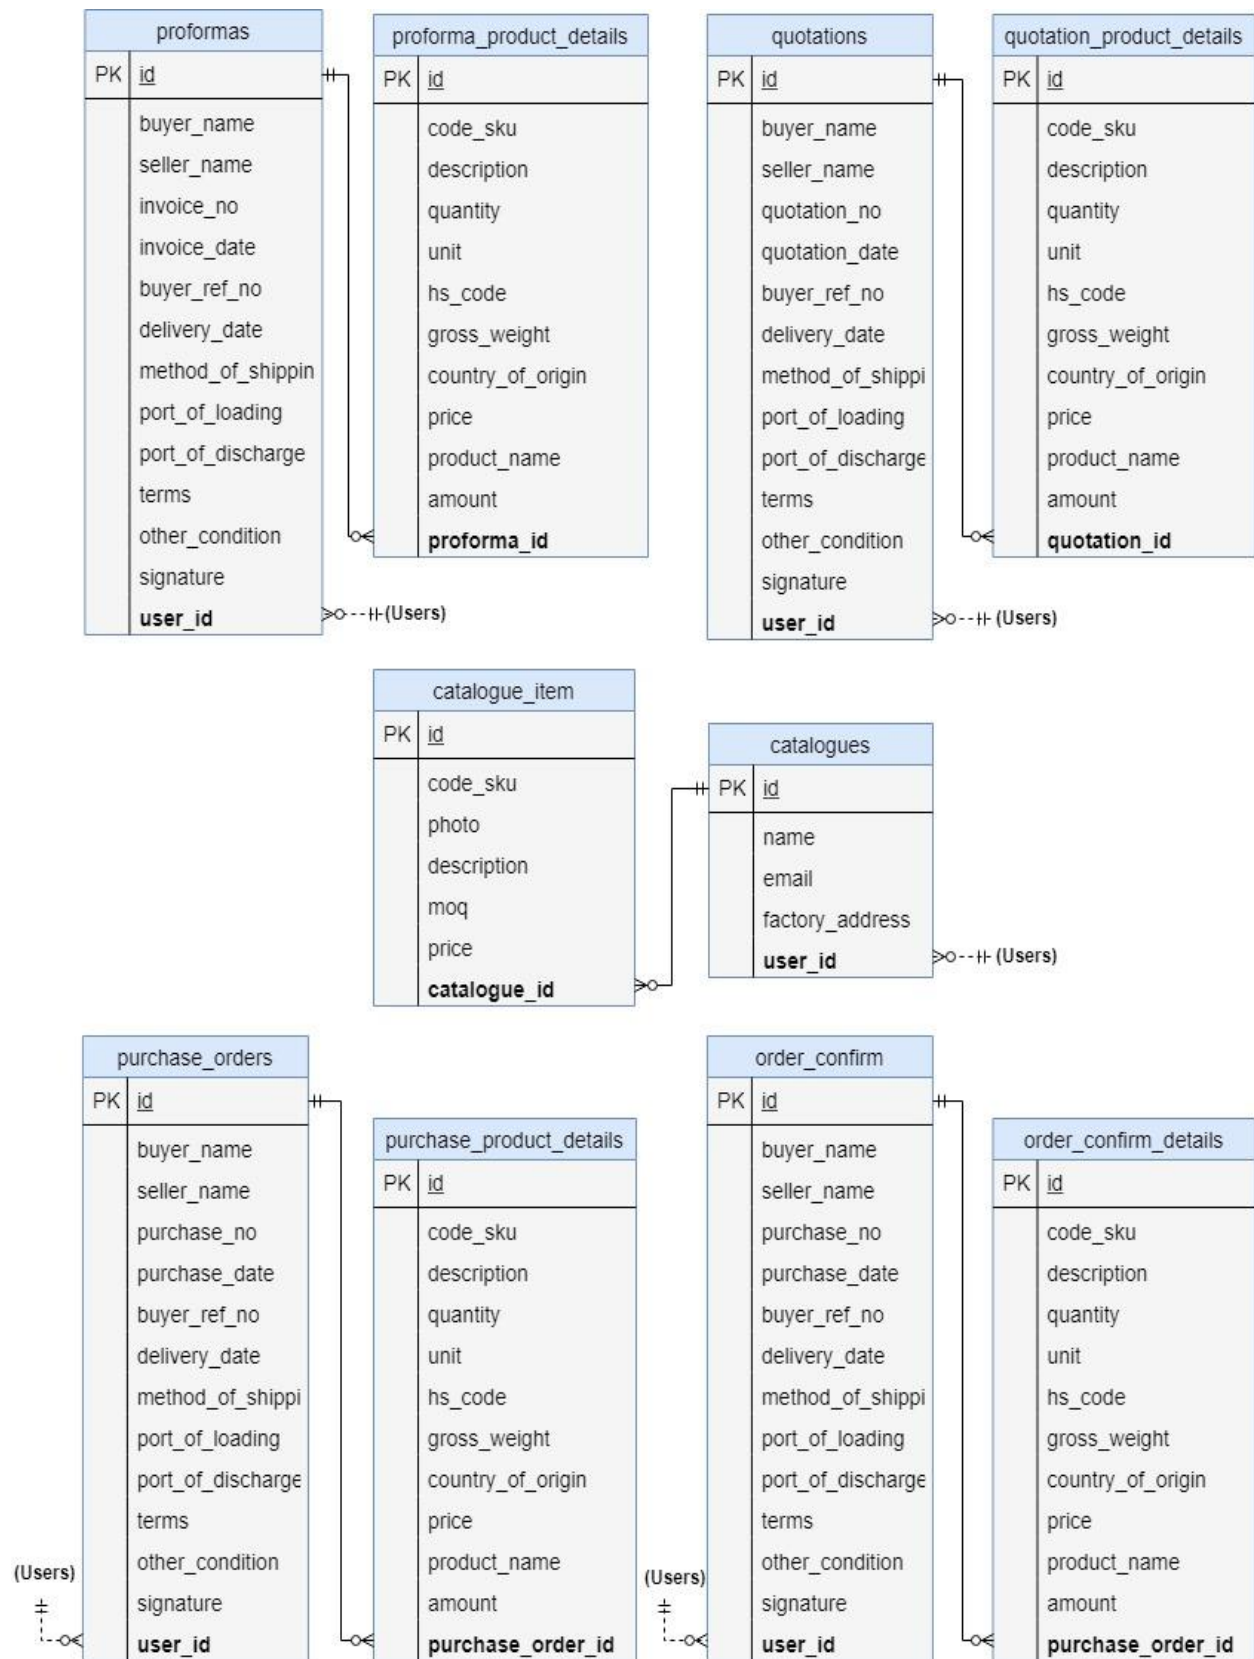 proformas
PK id
buyer_name
seller_name
invoice_no
invoice_date
buyer_ref_no
delivery_date
method_of_shippin
port_of_loading
port_of_discharge
terms
other_condition
signature
user_id
(Users)
proforma_product_details
PK id
code_sku
description
quantity
unit
hs_code
gross_weight
country_of_origin
price
product_name
amount
proforma_id
quotations
PK id
buyer_name
seller_name
quotation_no
quotation_date
buyer_ref_no
delivery_date
method_of_shippi
port_of_loading
port_of_discharge
terms
other_condition
signature
user_id
(Users)
quotation_product_details
PK id
code_sku
description
quantity
unit
hs_code
gross_weight
country_of_origin
price
product_name
amount
quotation_id
catalogue_item
PK id
code_sku
photo
description
moq
price
catalogue_id
catalogues
PK id
name
email
factory_address
user_id
(Users)
purchase_orders
PK id
buyer_name
seller_name
purchase_no
purchase_date
buyer_ref_no
delivery_date
method_of_shippi
port_of_loading
port_of_discharge
terms
other_condition
signature
user_id
(Users)
purchase_product_details
PK id
code_sku
description
quantity
unit
hs_code
gross_weight
country_of_origin
price
product_name
amount
purchase_order_id
order_confirm
PK id
buyer_name
seller_name
purchase_no
purchase_date
buyer_ref_no
delivery_date
method_of_shippi
port_of_loading
port_of_discharge
terms
other_condition
signature
user_id
(Users)
order_confirm_details
PK id
code_sku
description
quantity
unit
hs_code
gross_weight
country_of_origin
price
product_name
amount
purchase_order_id